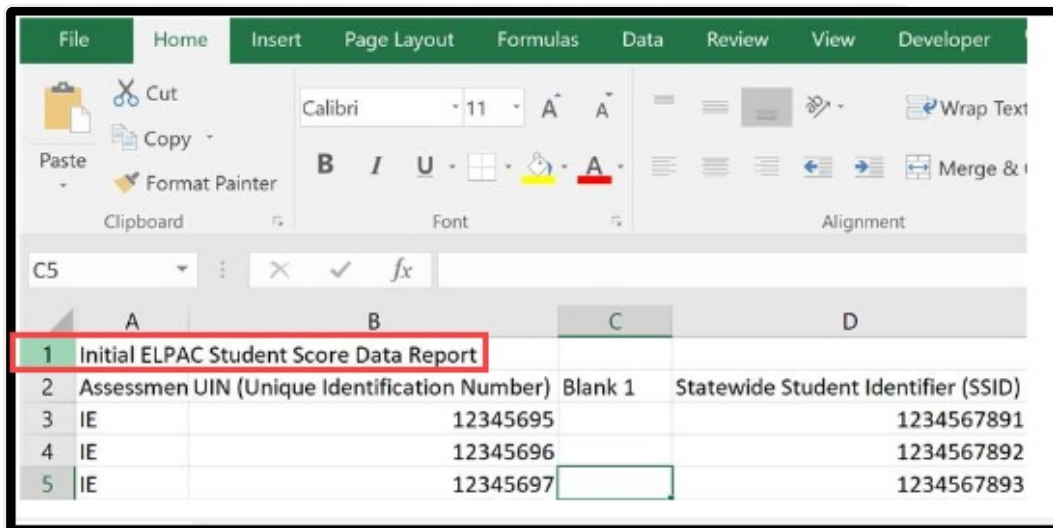 File Home Insert Page Layout Formulas Data Review View Developer
Cut
Copy
Paste
Format Painter
Calibri 11 A A
B I U A
Wrap Text
Merge &
Clipboard Font Alignment
C5 fx
A B C D
1 Initial ELPAC Student Score Data Report
2 Assessmen UIN (Unique Identification Number) Blank 1 Statewide Student Identifier (SSID)
3 IE 12345695 1234567891
4 IE 12345696 1234567892
5 IE 12345697 1234567893